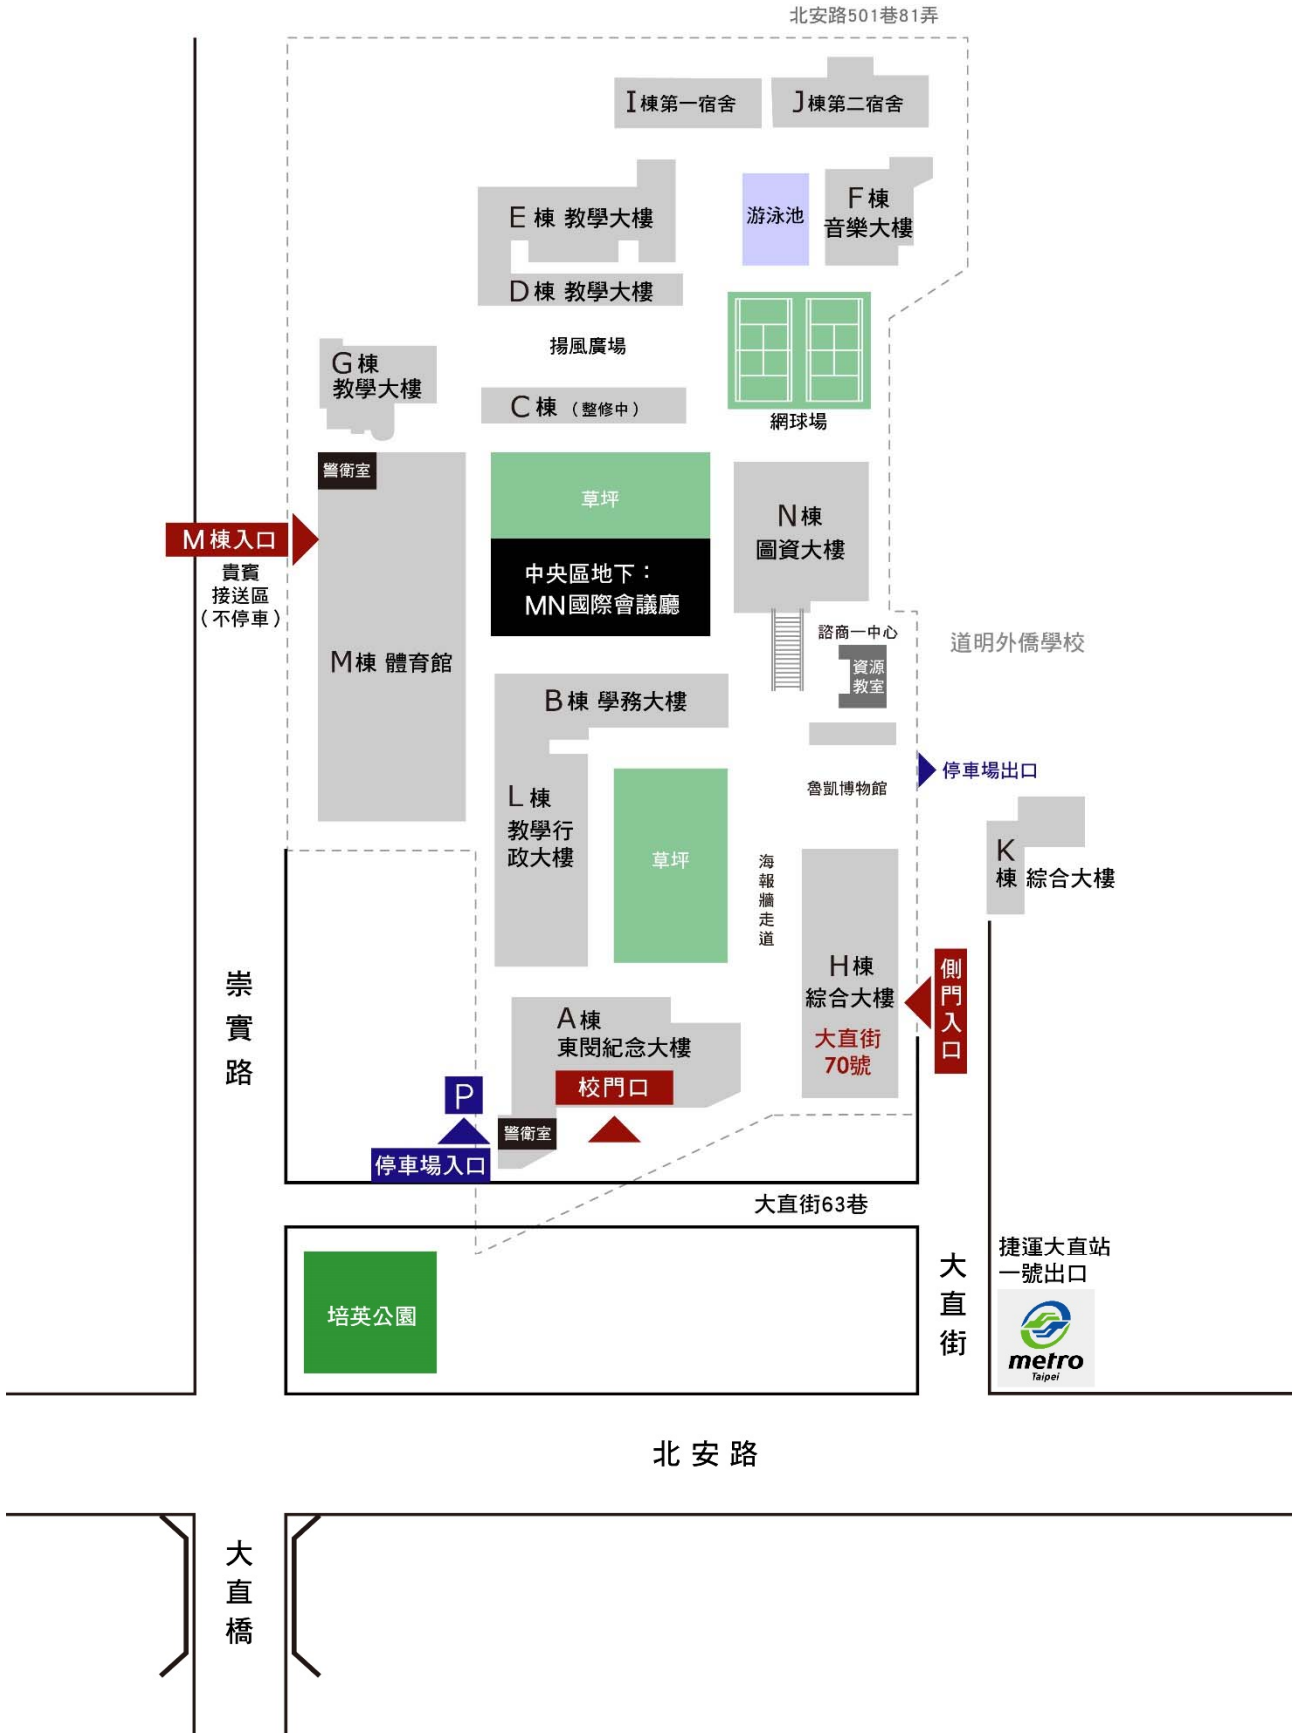 北安路501巷81弄
I棟第一宿舍
J棟第二宿舍
E棟 教學大樓
游泳池
F棟
音樂大樓
D棟 教學大樓
揚風廣場
G棟
教學大樓
C棟（整修中）
網球場
警衛室
草坪
N棟
圖資大樓
M棟入口
貴賓
接送區
（不停車）
中央區地下：
MN國際會議廳
諮商一中心
資源
教室
道明外僑學校
M棟 體育館
B棟 學務大樓
停車場出口
魯凱博物館
L棟
教學行
政大樓
草坪
海報牆走道
K
棟 綜合大樓
H棟
綜合大樓
大直街
70號
側門入口
崇實路
A棟
東閔紀念大樓
校門口
P
警衛室
停車場入口
大直街63巷
培英公園
大直街
捷運大直站
一號出口
metro
Taipei
北安路
大直橋